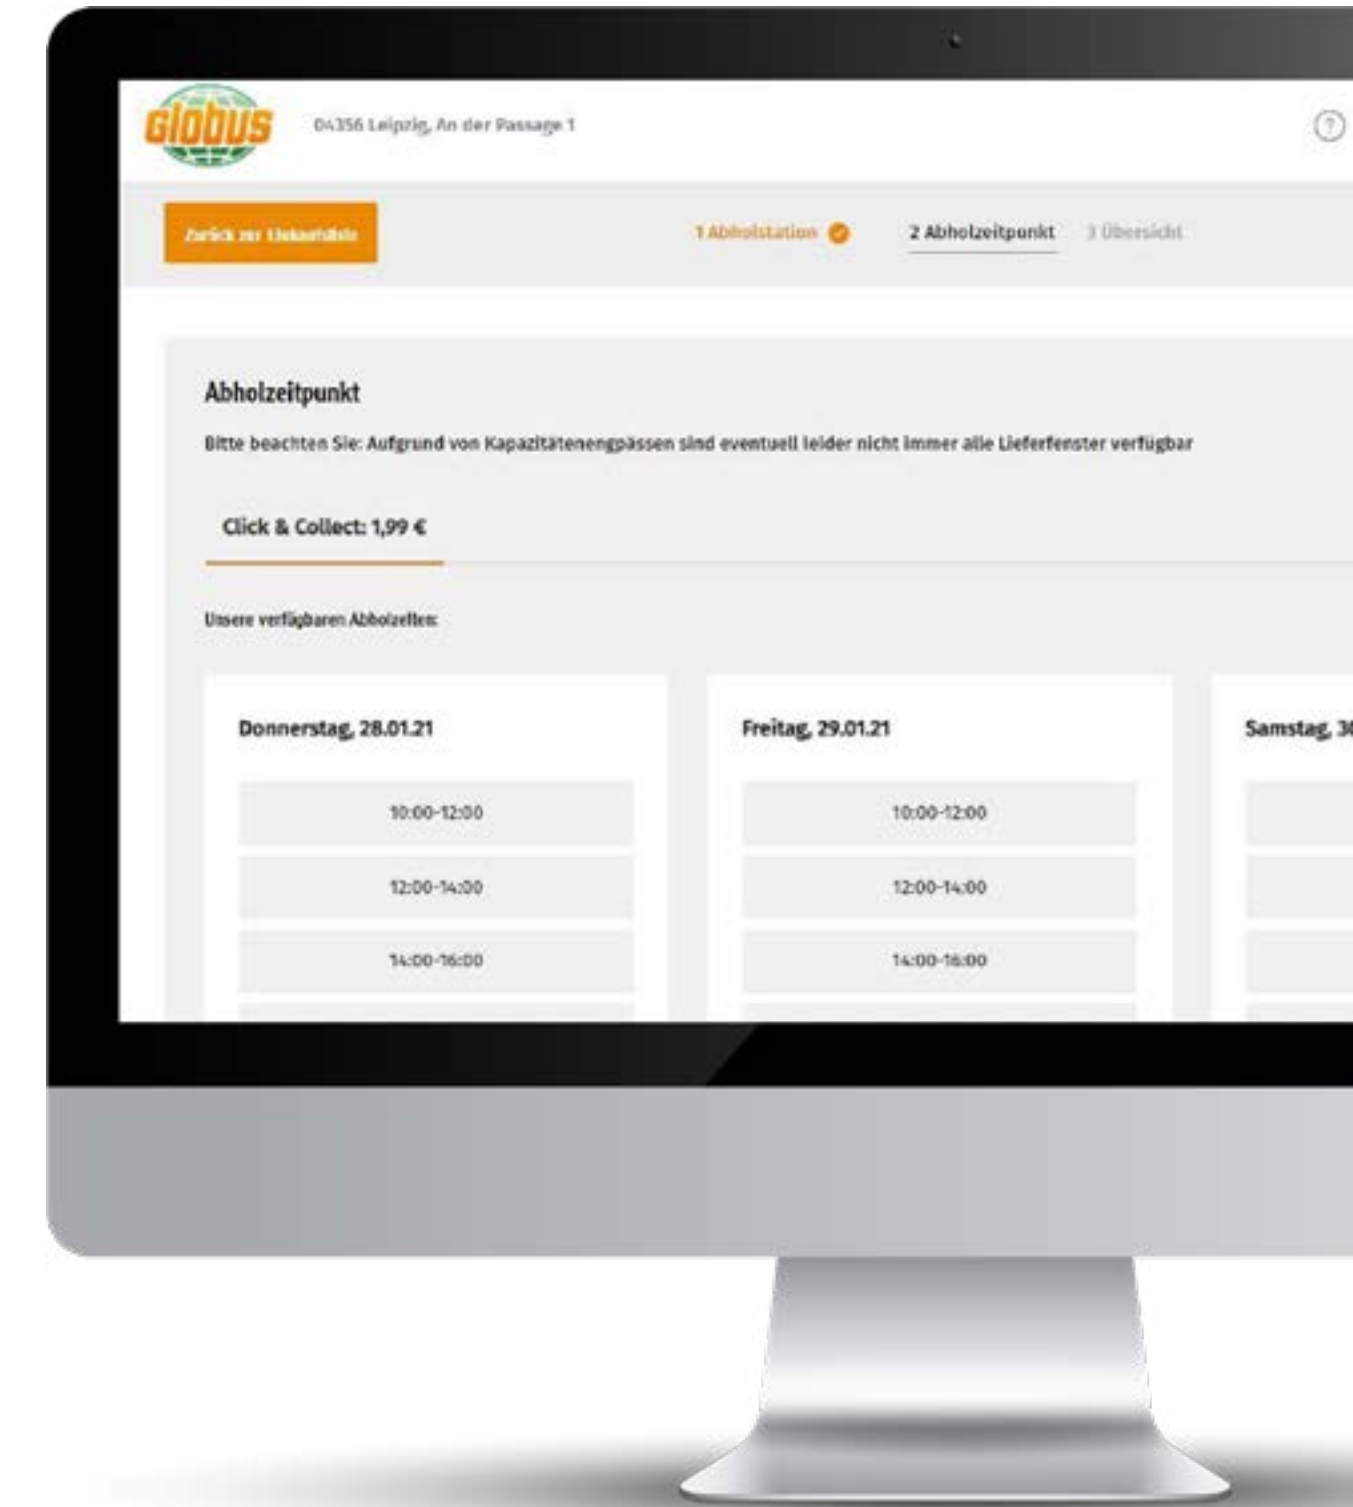 Globus
04356 Leipzig, An der Passage 1
?
Zurück zur Einkaufsliste
1 Abholstation
2 Abholzeitpunkt
3 Übersicht
Abholzeitpunkt
Bitte beachten Sie: Aufgrund von Kapazitätenengpässen sind eventuell leider nicht immer alle Lieferfenster verfügbar
Click & Collect: 1,99 €
Unsere verfügbaren Abholzeiten:
Donnerstag, 28.01.21
10:00-12:00
12:00-14:00
14:00-16:00
Freitag, 29.01.21
10:00-12:00
12:00-14:00
14:00-16:00
Samstag, 30